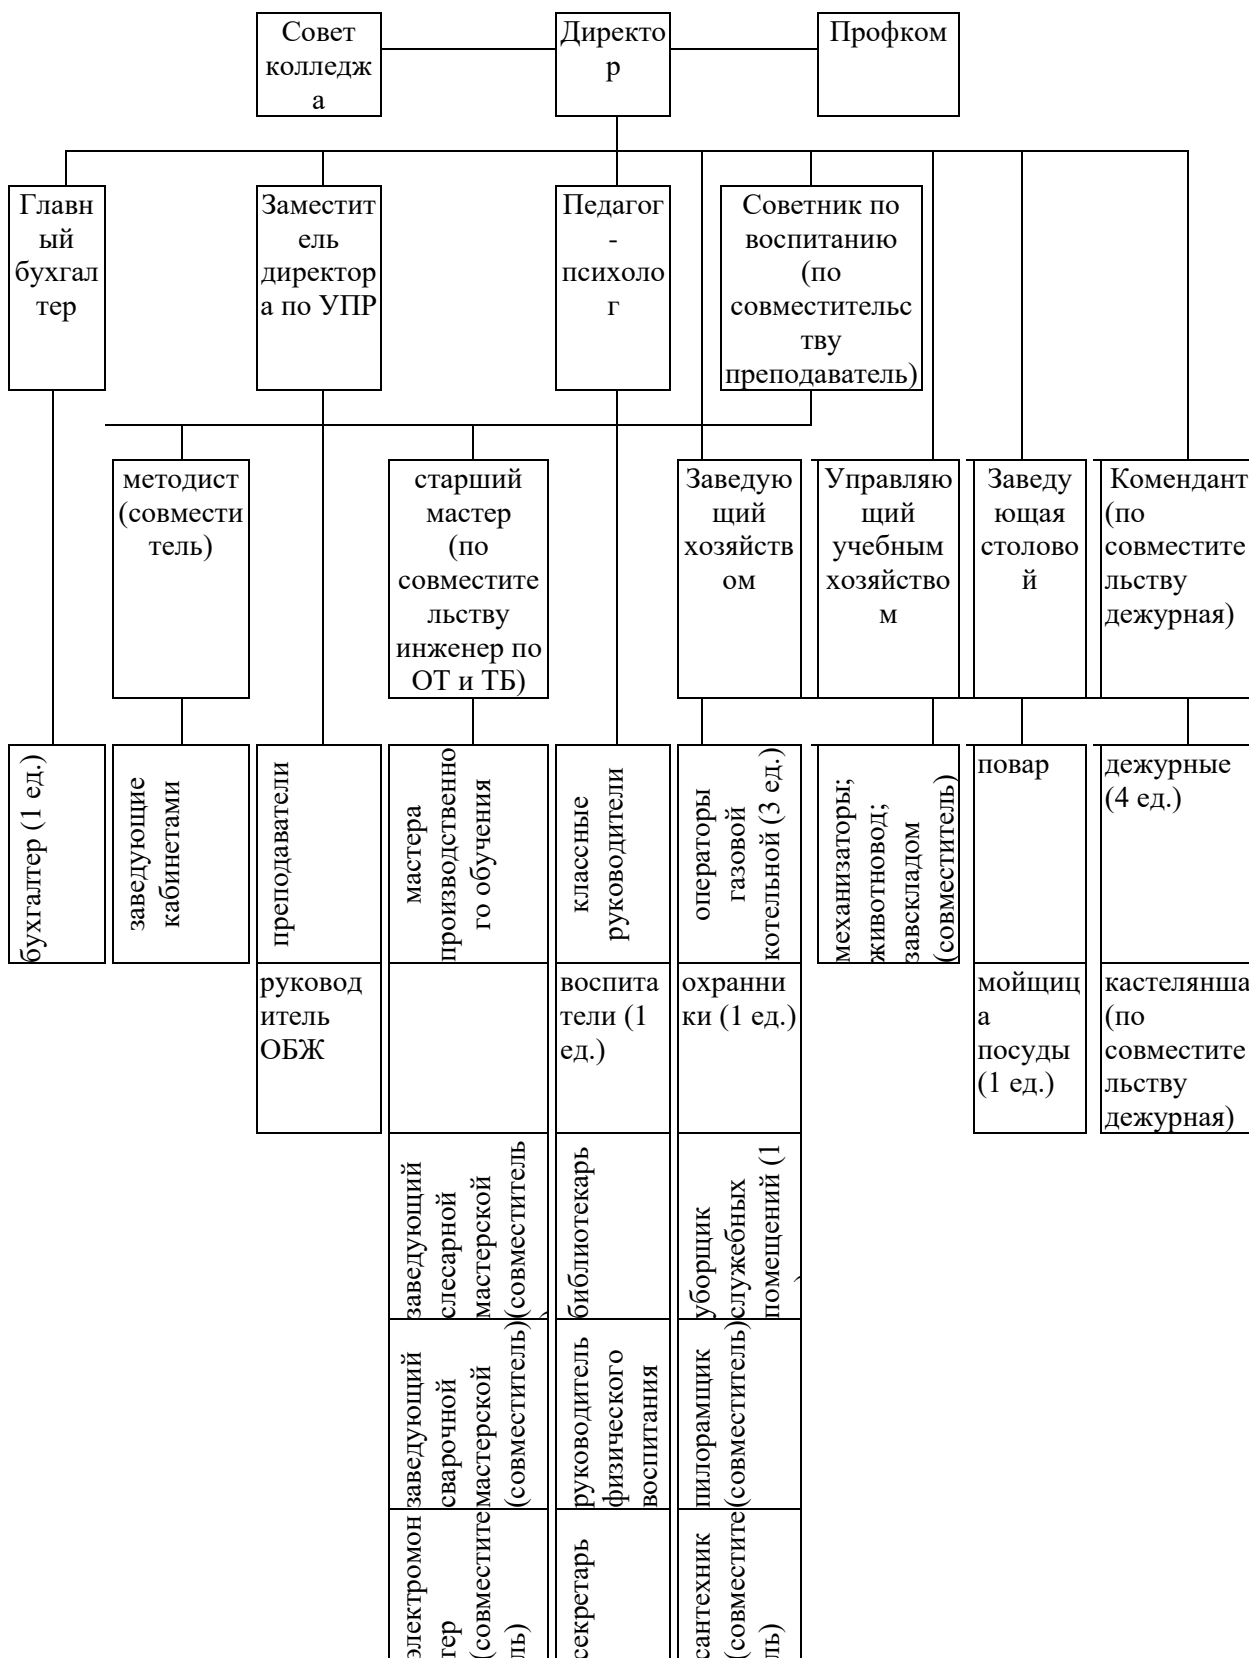 Совет
колледж
а
Директо
р
Профком
Главн
ый
бухгал
тер
Заместит
ель
директор
а по УПР
Педагог
-
психоло
г
Советник по
воспитанию
(по
совместительс
тву
преподаватель)
методист
(совмести
тель)
старший
мастер
(по
совместите
льству
инженер по
ОТ и ТБ)
Заведую
щий
хозяйств
ом
Управляю
щий
учебным
хозяйство
м
Заведу
ющая
столово
й
Комендант
(по
совместите
льству
дежурная)
бухгалтер (1 ед.)
заведующие
кабинетами
преподаватели
мастера
производственно
го обучения
классные
руководители
операторы
газовой
котельной (3 ед.)
механизаторы;
животновод;
завскладом
(совместитель)
повар
дежурные
(4 ед.)
руковод
итель
ОБЖ
воспита
тели (1
ед.)
охранни
ки (1 ед.)
мойщиц
а
посуды
(1 ед.)
кастелянша
(по
совместите
льству
дежурная)
заведующий
слесарной
мастерской
(совместитель
)
библиотекарь
уборщик
служебных
помещений (1
заведующий
сварочной
мастерской
(совместитель)
руководитель
физического
воспитания
пилорамщик
(совместитель)
электромон
тер
(совместите
ль)
секретарь
сантехник
(совместите
ль)